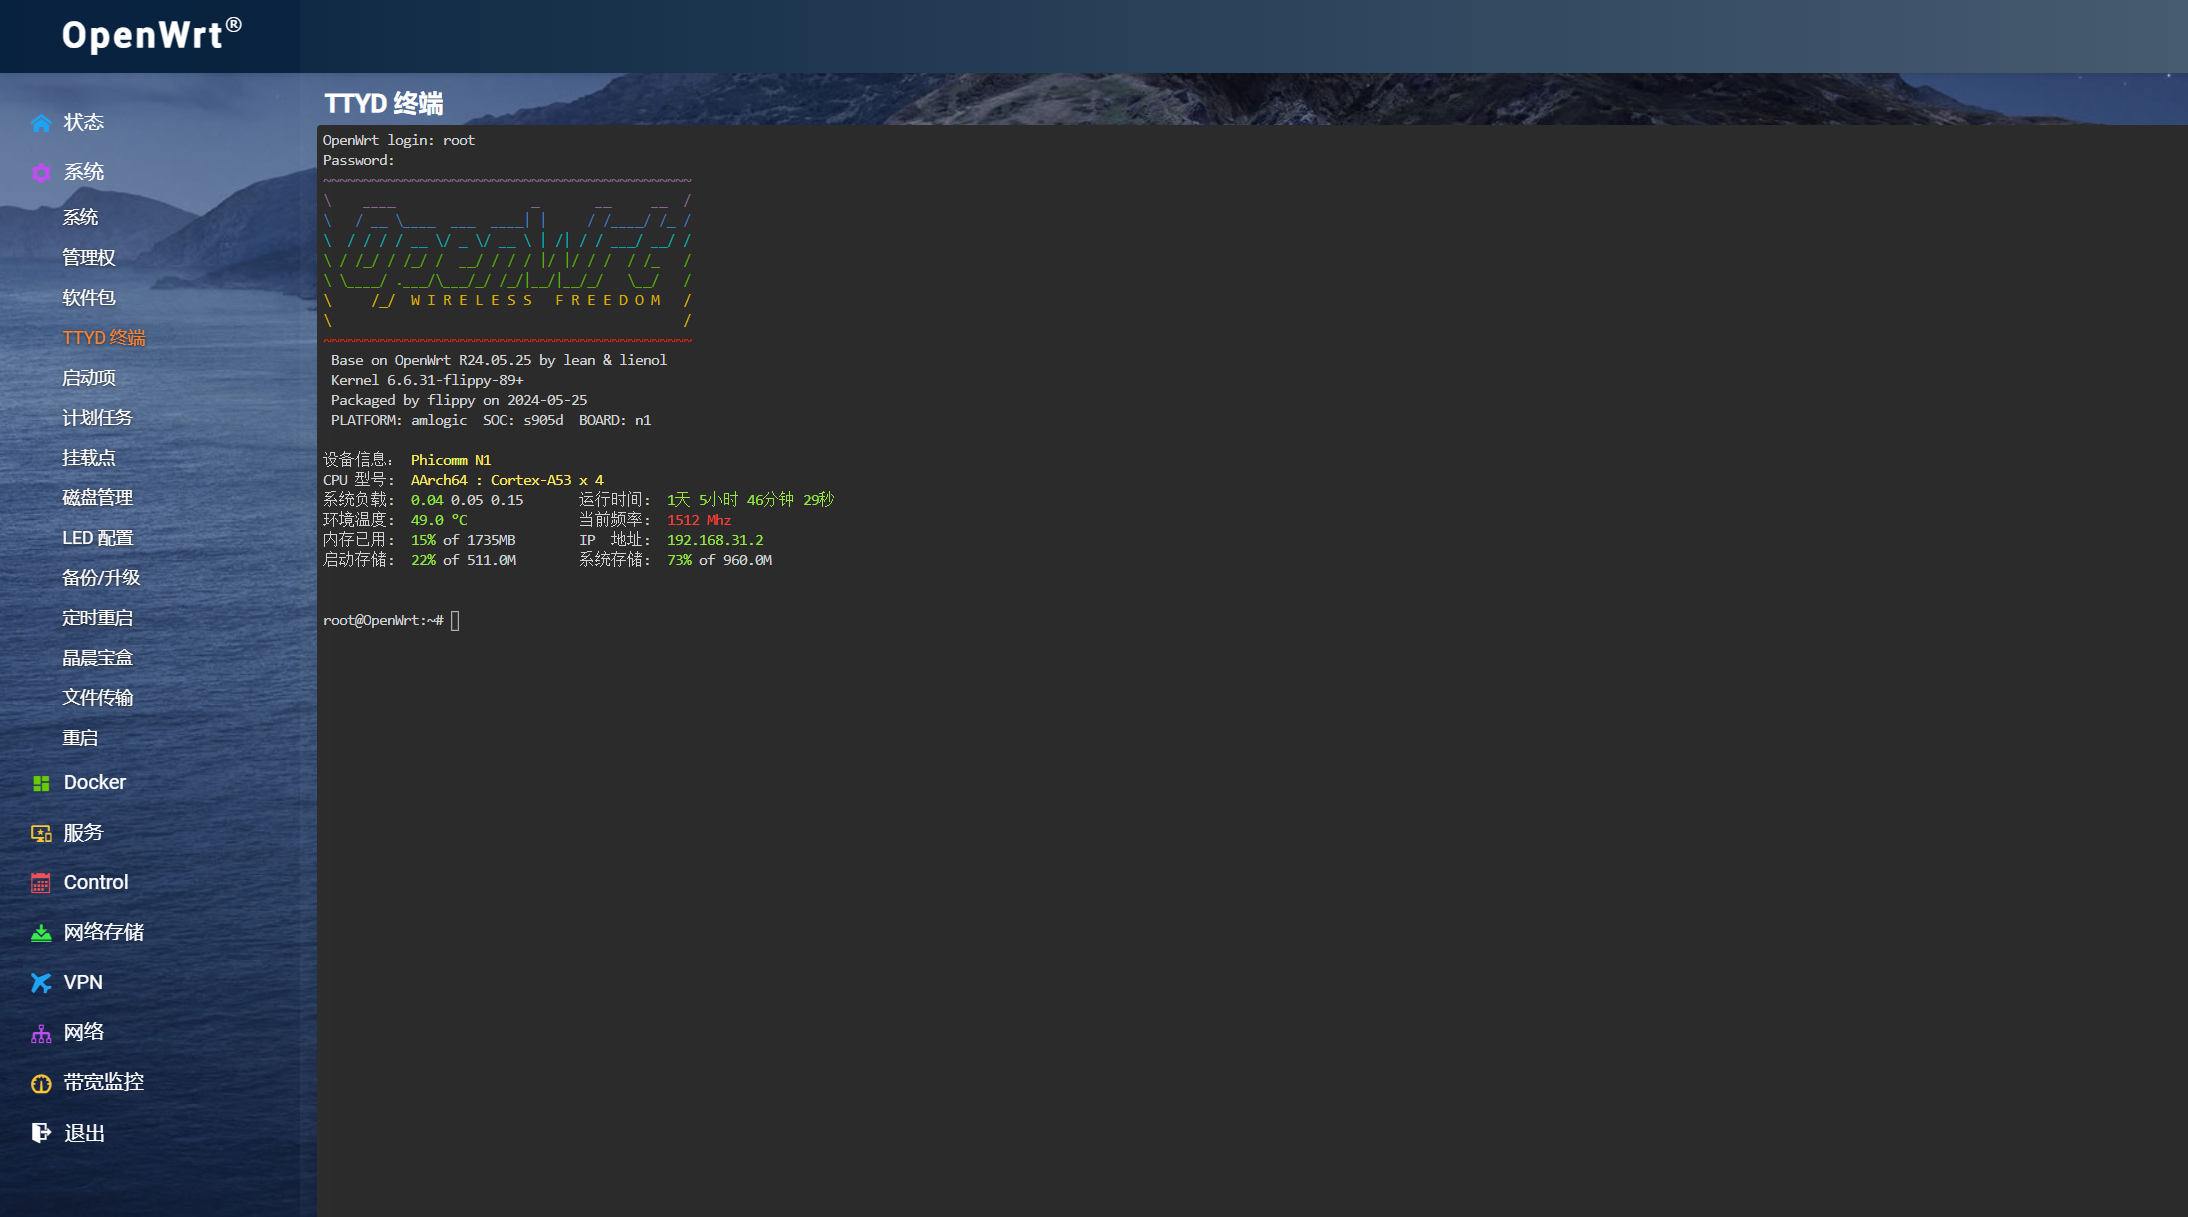 OpenWrt®
状态
系统
系统
管理权
软件包
TTYD 终端
启动项
计划任务
挂载点
磁盘管理
LED 配置
备份/升级
定时重启
晶晨宝盒
文件传输
重启
Docker
服务
Control
网络存储
VPN
网络
带宽监控
退出
TTYD 终端
OpenWrt login: root
Password:
OpenWrt
W I R E L E S S   F R E E D O M
Base on OpenWrt R24.05.25 by lean & lienol
Kernel 6.6.31-flippy-89+
Packaged by flippy on 2024-05-25
PLATFORM: amlogic  SOC: s905d  BOARD: n1
设备信息： Phicomm N1
CPU 型号： AArch64 : Cortex-A53 x 4
系统负载： 0.04 0.05 0.15 运行时间： 1天 5小时 46分钟 29秒
环境温度： 49.0 °C 当前频率： 1512 Mhz
内存已用： 15% of 1735MB IP 地址： 192.168.31.2
启动存储： 22% of 511.0M 系统存储： 73% of 960.0M
root@OpenWrt:~#